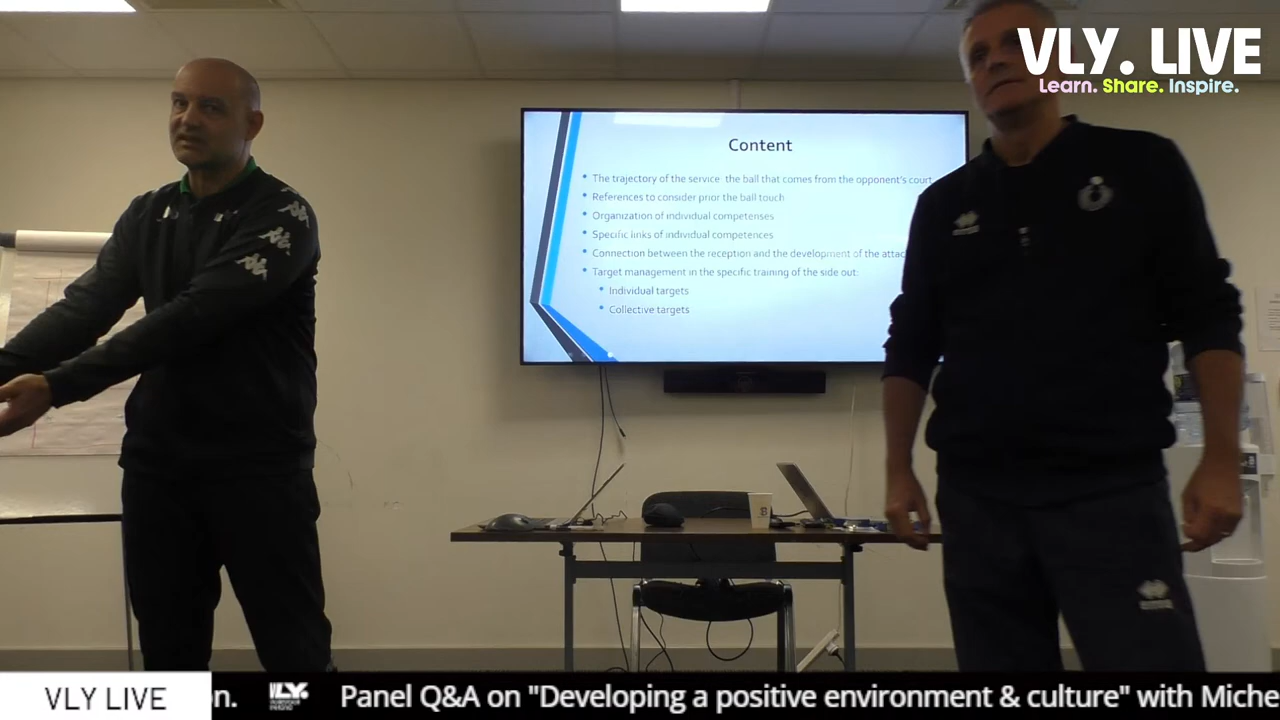 VLY. LIVE
Learn. Share. Inspire.
Content
The trajectory of the service: the ball that comes from the opponent's court
References to consider prior the ball touch
Organization of individual competenses
Specific links of individual competences
Connection between the reception and the development of the attac
Target management in the specific training of the side out:
Individual targets
Collective targets
VLY LIVE
n. VLY. Panel Q&A on "Developing a positive environment & culture" with Miche